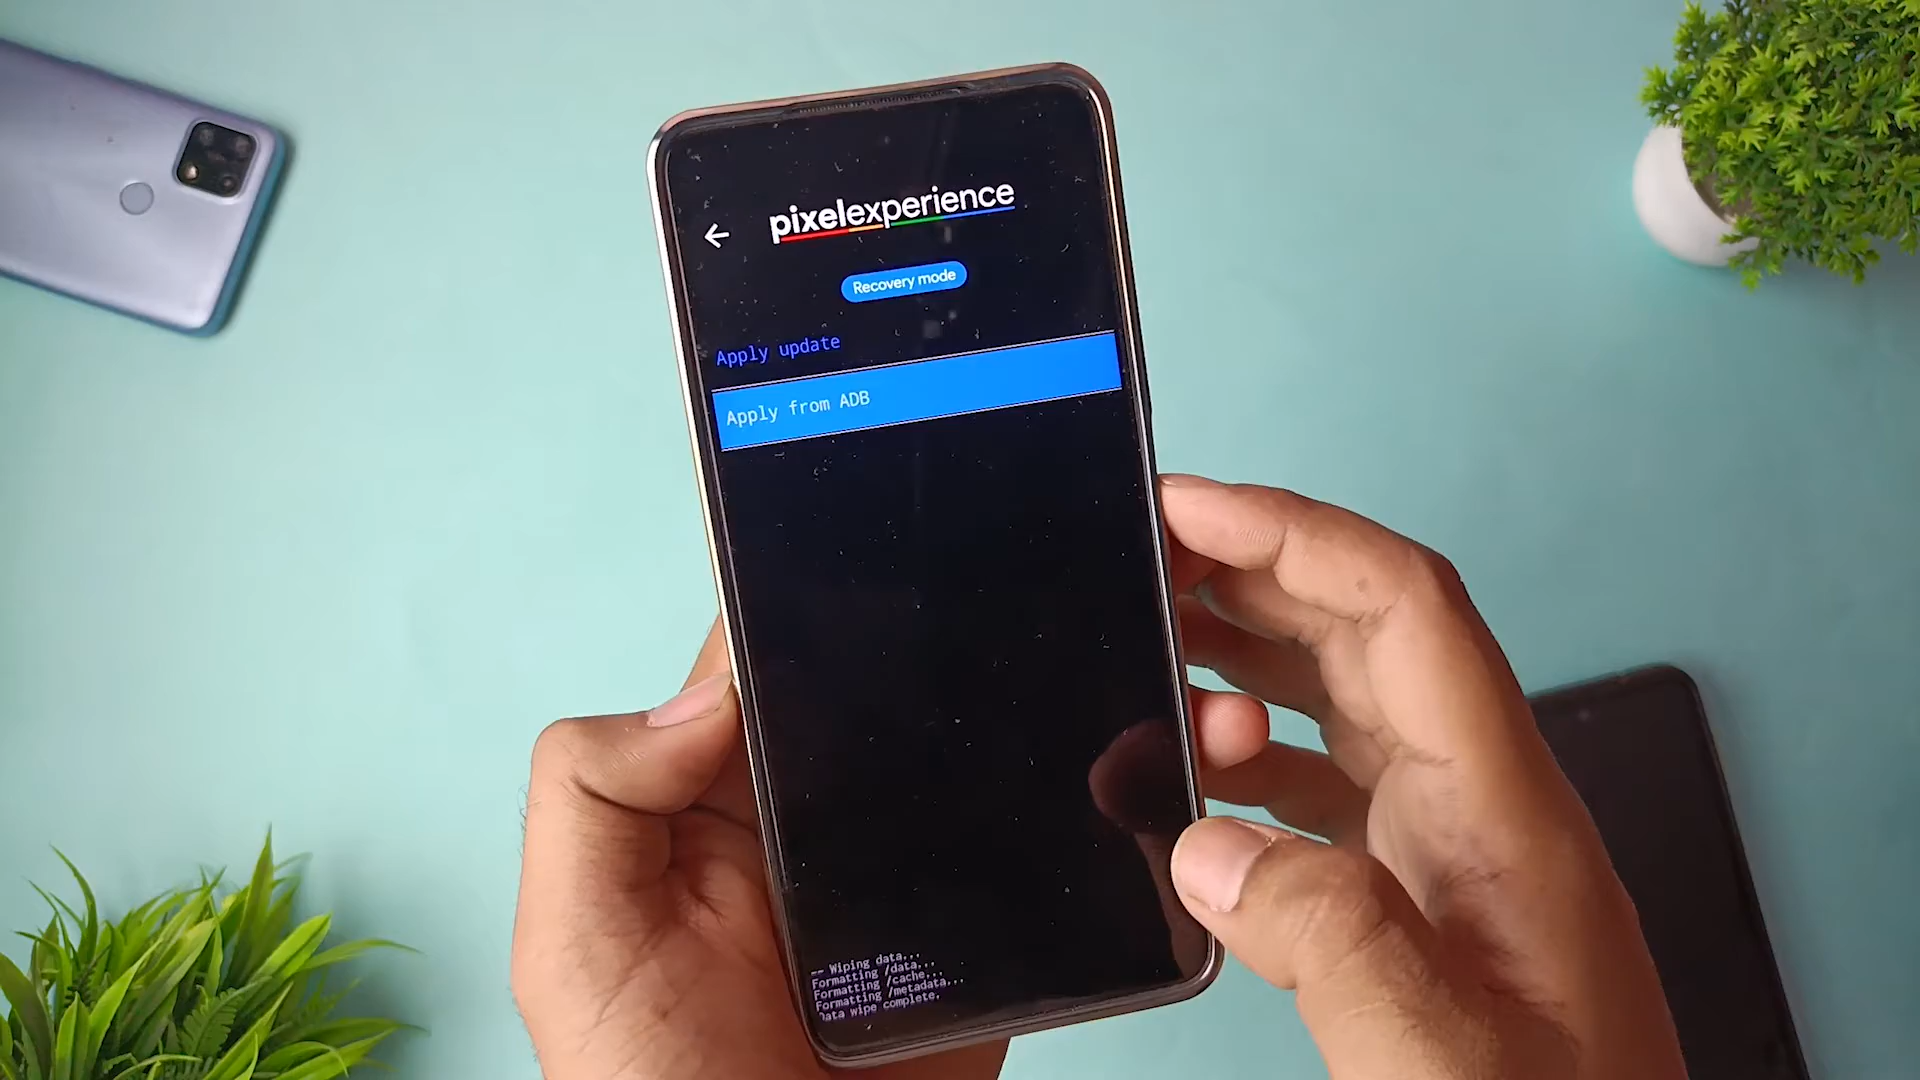 pixelexperience
Recovery mode
Apply update
Apply from ADB
-- Wiping data...
Formatting /data...
Formatting /cache...
Formatting /metadata...
Data wipe complete.